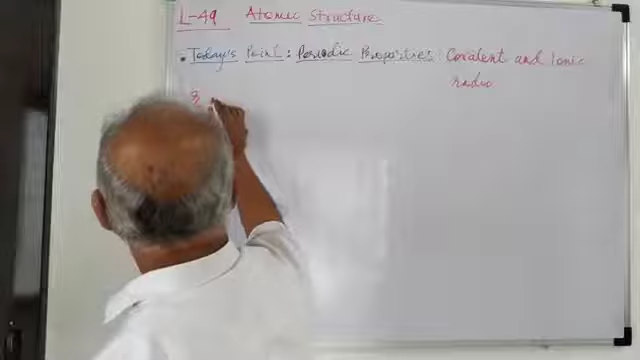 L-49 Atomic Structure
• Today's Point : Periodic Properties : Covalent and Ionic
radii